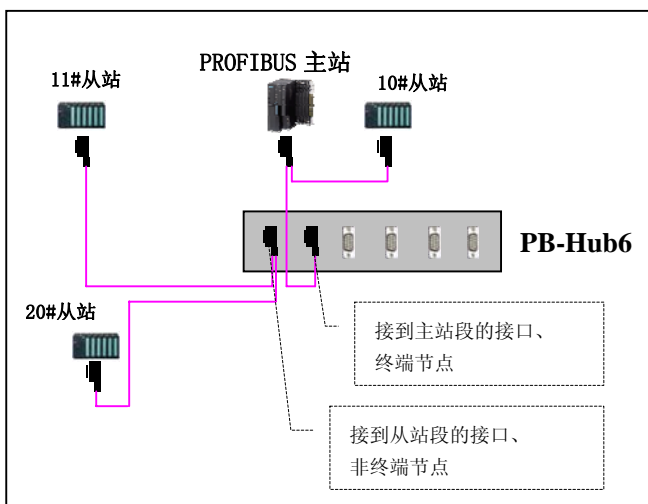 PROFIBUS 主站
11#从站
10#从站
PB-Hub6
20#从站
接到主站段的接口、
终端节点
接到从站段的接口、
非终端节点